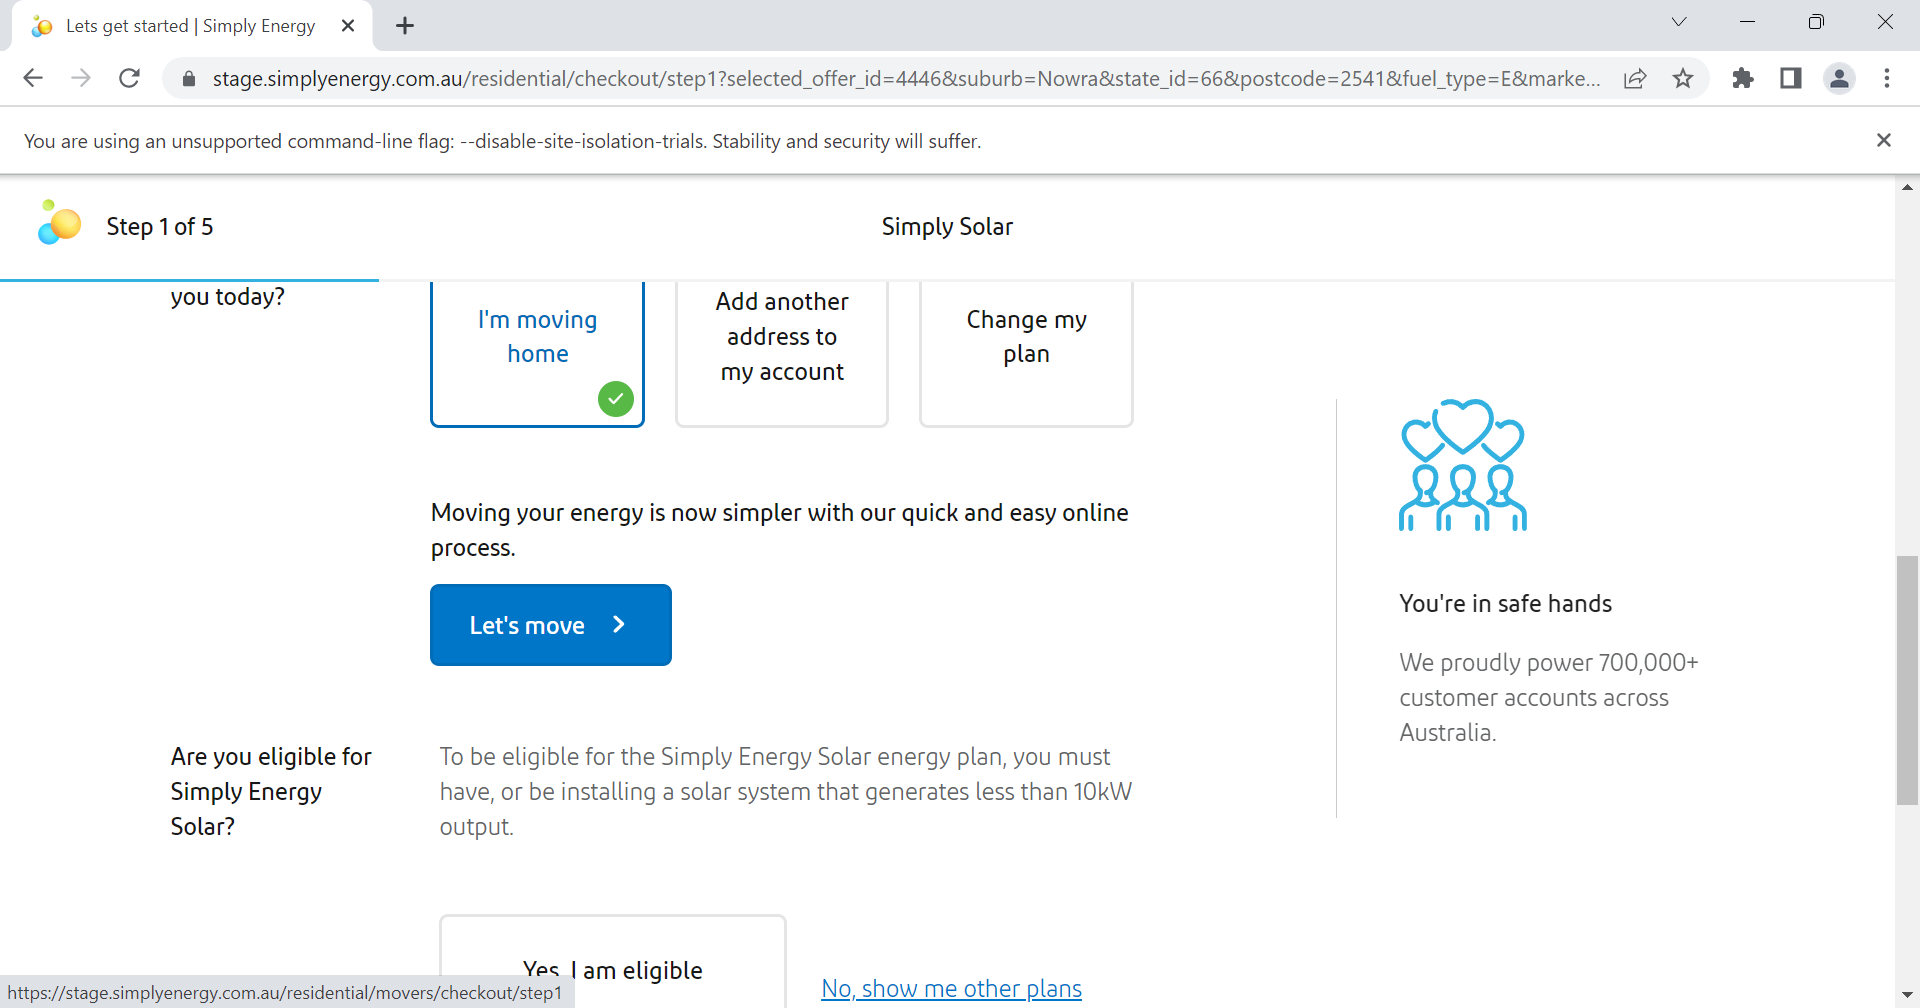 Lets get started | Simply Energy
stage.simplyenergy.com.au/residential/checkout/step1?selected_offer_id=4446&suburb=Nowra&state_id=66&postcode=2541&fuel_type=E&marke...
You are using an unsupported command-line flag: --disable-site-isolation-trials. Stability and security will suffer.
Step 1 of 5
Simply Solar
you today?
I'm moving
home
Add another
address to
my account
Change my
plan
Moving your energy is now simpler with our quick and easy online
process.
Let's move
You're in safe hands
We proudly power 700,000+
customer accounts across
Australia.
Are you eligible for
Simply Energy
Solar?
To be eligible for the Simply Energy Solar energy plan, you must
have, or be installing a solar system that generates less than 10kW
output.
Yes, I am eligible
No, show me other plans
https://stage.simplyenergy.com.au/residential/movers/checkout/step1